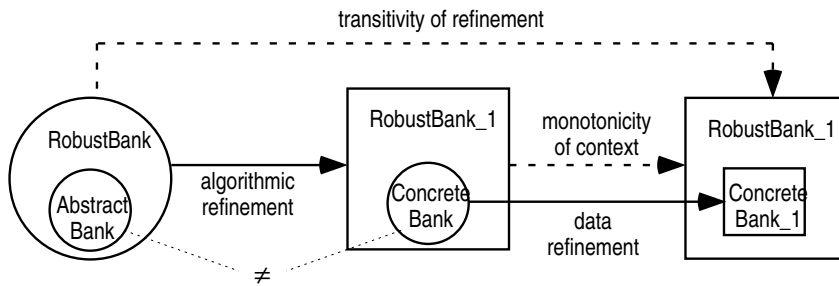 transitivity of refinement
RobustBank
Abstract
Bank
algorithmic
refinement
≠
RobustBank_1
Concrete
Bank
monotonicity
of context
data
refinement
RobustBank_1
Concrete
Bank_1